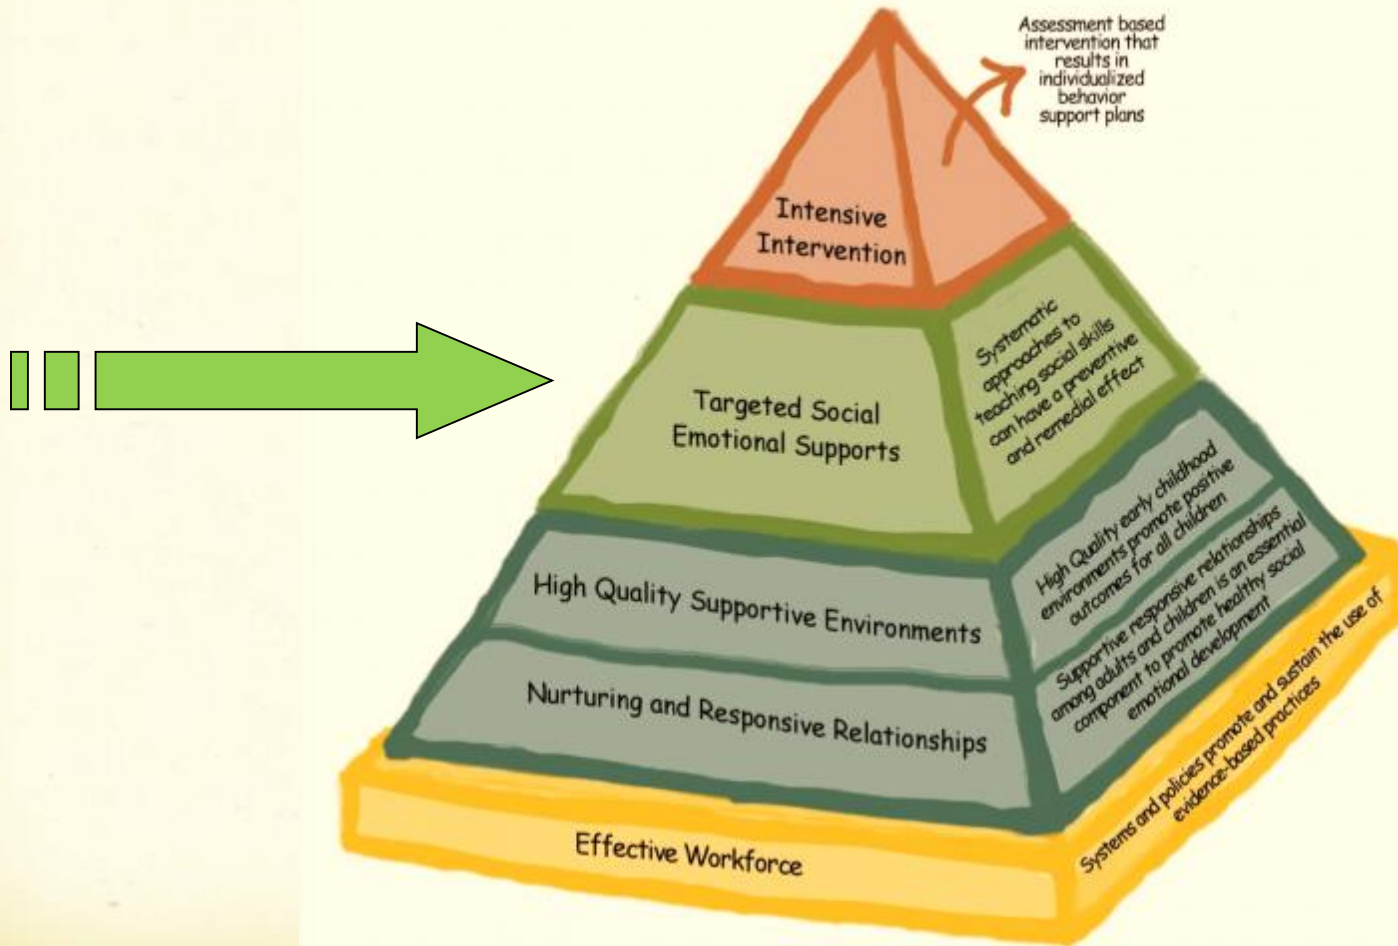 Assessment based
intervention that
results in
individualized
behavior
support plans
Intensive
Intervention
Systematic
approaches to
teaching social skills
can have a preventive
and remedial effect
Targeted Social
Emotional Supports
High Quality early childhood
environments promote positive
outcomes for all children
High Quality Supportive Environments
Supportive responsive relationships
among adults and children is an essential
component to promote healthy social
emotional development
Nurturing and Responsive Relationships
Systems and policies promote and sustain the use of
evidence-based practices
Effective Workforce